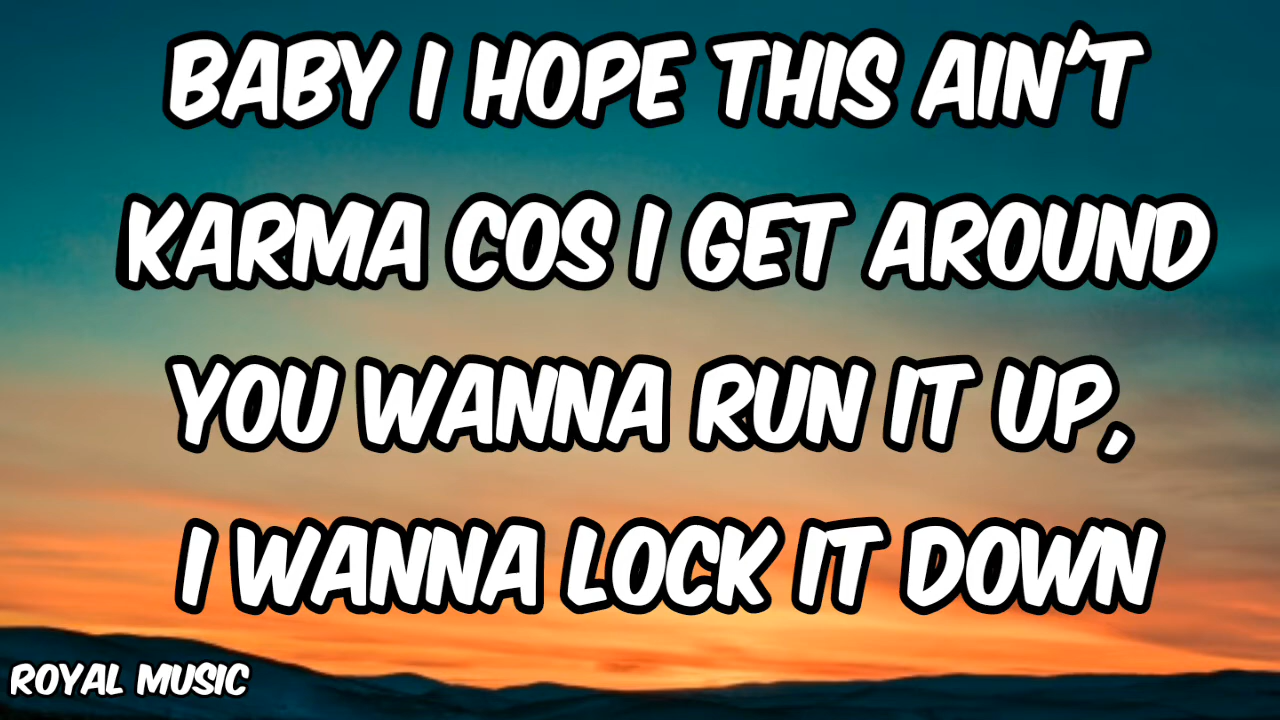 BABY I HOPE THIS AIN'T
KARMA COS I GET AROUND
YOU WANNA RUN IT UP,
I WANNA LOCK IT DOWN
ROYAL MUSIC